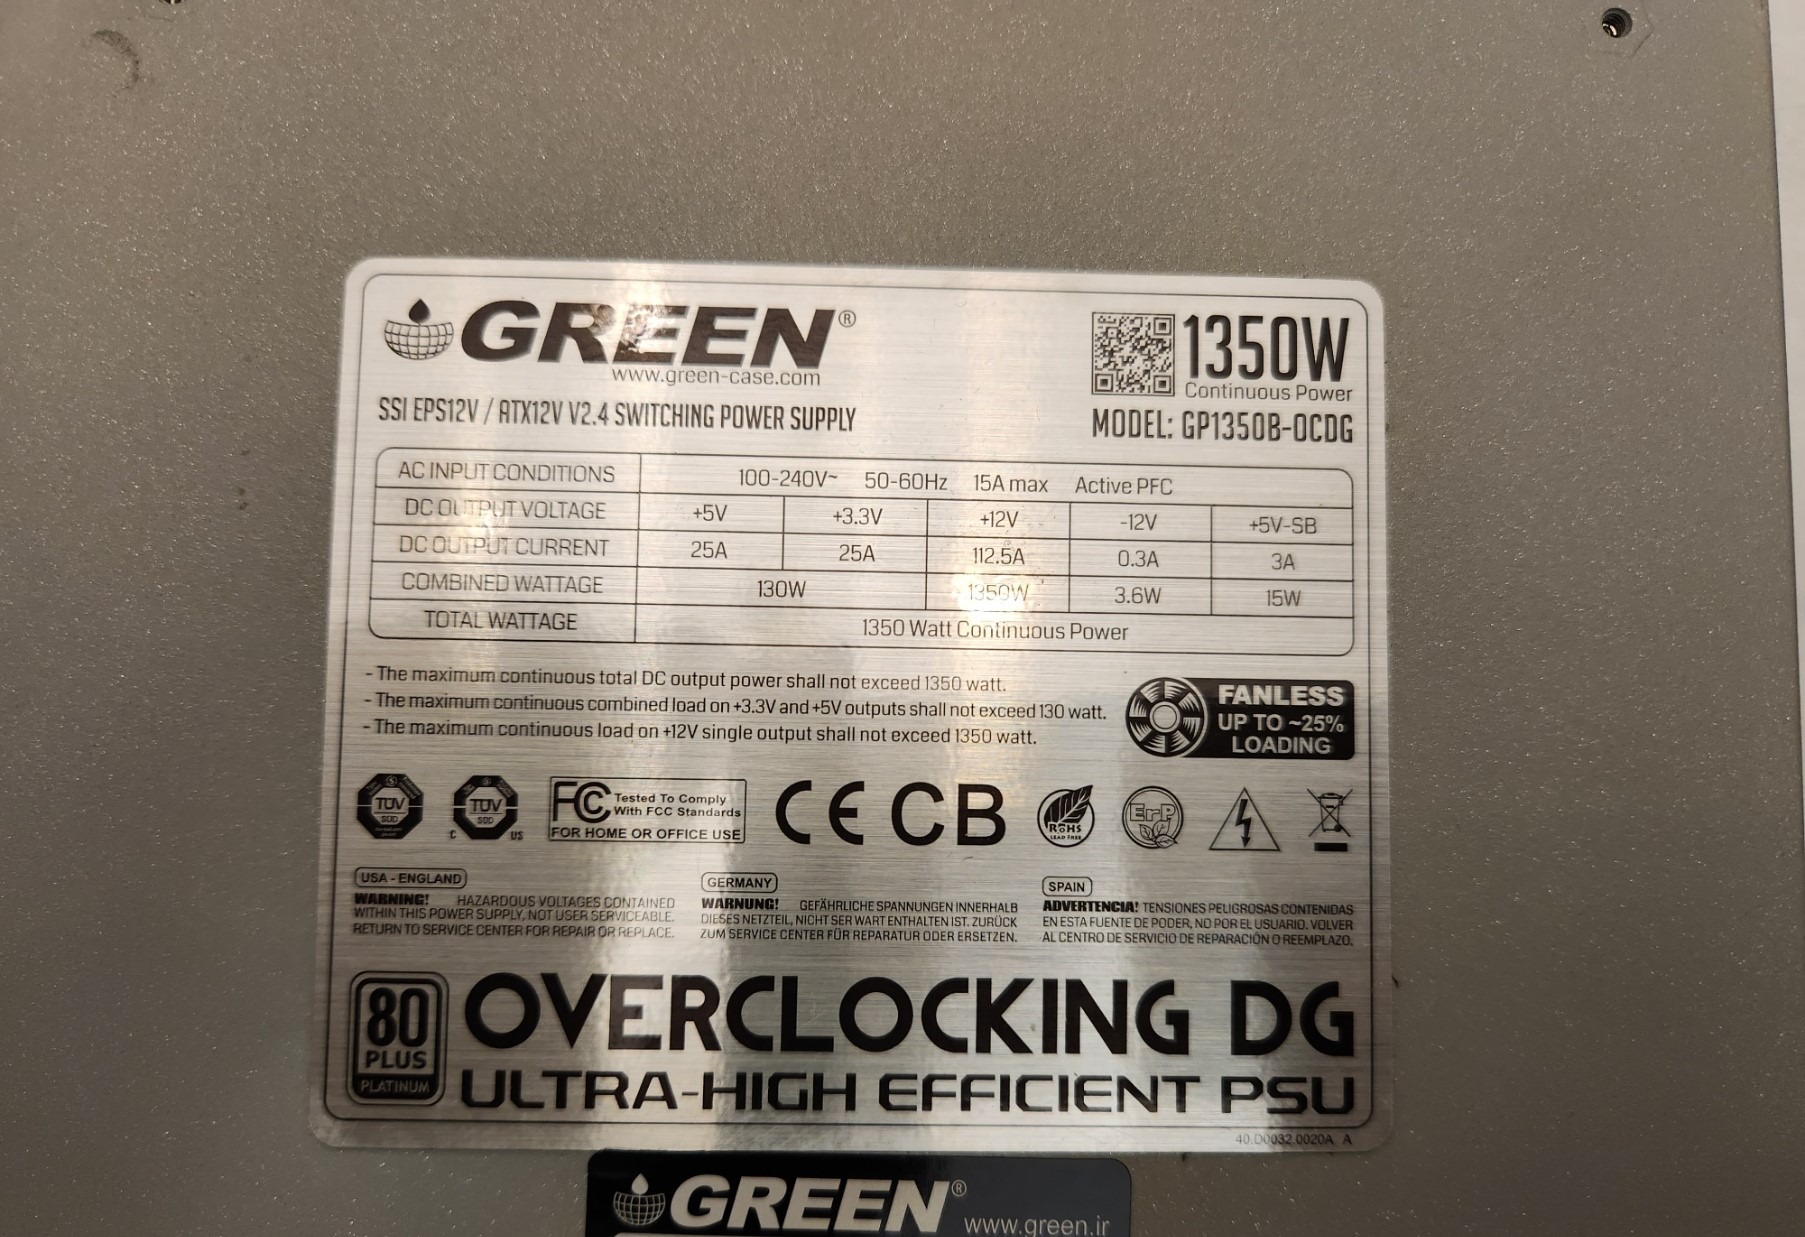 GREEN®
www.green-case.com
SSI EPS12V / ATX12V V2.4 SWITCHING POWER SUPPLY
1350W
Continuous Power
MODEL: GP1350B-OCDG
AC INPUT CONDITIONS 100-240V~ 50-60Hz 15A max Active PFC
DC OUTPUT VOLTAGE +5V +3.3V +12V -12V +5V-SB
DC OUTPUT CURRENT 25A 25A 112.5A 0.3A 3A
COMBINED WATTAGE 130W 1350W 3.6W 15W
TOTAL WATTAGE 1350 Watt Continuous Power
- The maximum continuous total DC output power shall not exceed 1350 watt.
- The maximum continuous combined load on +3.3V and +5V outputs shall not exceed 130 watt.
- The maximum continuous load on +12V single output shall not exceed 1350 watt.
FANLESS
UP TO ~25%
LOADING
TÜV
SÜD
TÜV
SÜD
C US
FC Tested To Comply
With FCC Standards
FOR HOME OR OFFICE USE
CE CB
RoHS
LEAD FREE
ErP
USA - ENGLAND
WARNING! HAZARDOUS VOLTAGES CONTAINED
WITHIN THIS POWER SUPPLY, NOT USER SERVICEABLE.
RETURN TO SERVICE CENTER FOR REPAIR OR REPLACE.
GERMANY
WARNUNG! GEFÄHRLICHE SPANNUNGEN INNERHALB
DIESES NETZTEIL, NICHT SER WART ENTHALTEN IST. ZURÜCK
ZUM SERVICE CENTER FÜR REPARATUR ODER ERSETZEN.
SPAIN
ADVERTENCIA! TENSIONES PELIGROSAS CONTENIDAS
EN ESTA FUENTE DE PODER, NO POR EL USUARIO. VOLVER
AL CENTRO DE SERVICIO DE REPARACIÓN O REEMPLAZO.
80
PLUS
PLATINUM
OVERCLOCKING DG
ULTRA-HIGH EFFICIENT PSU
40.D0032.0020A A
GREEN®
www.green.ir